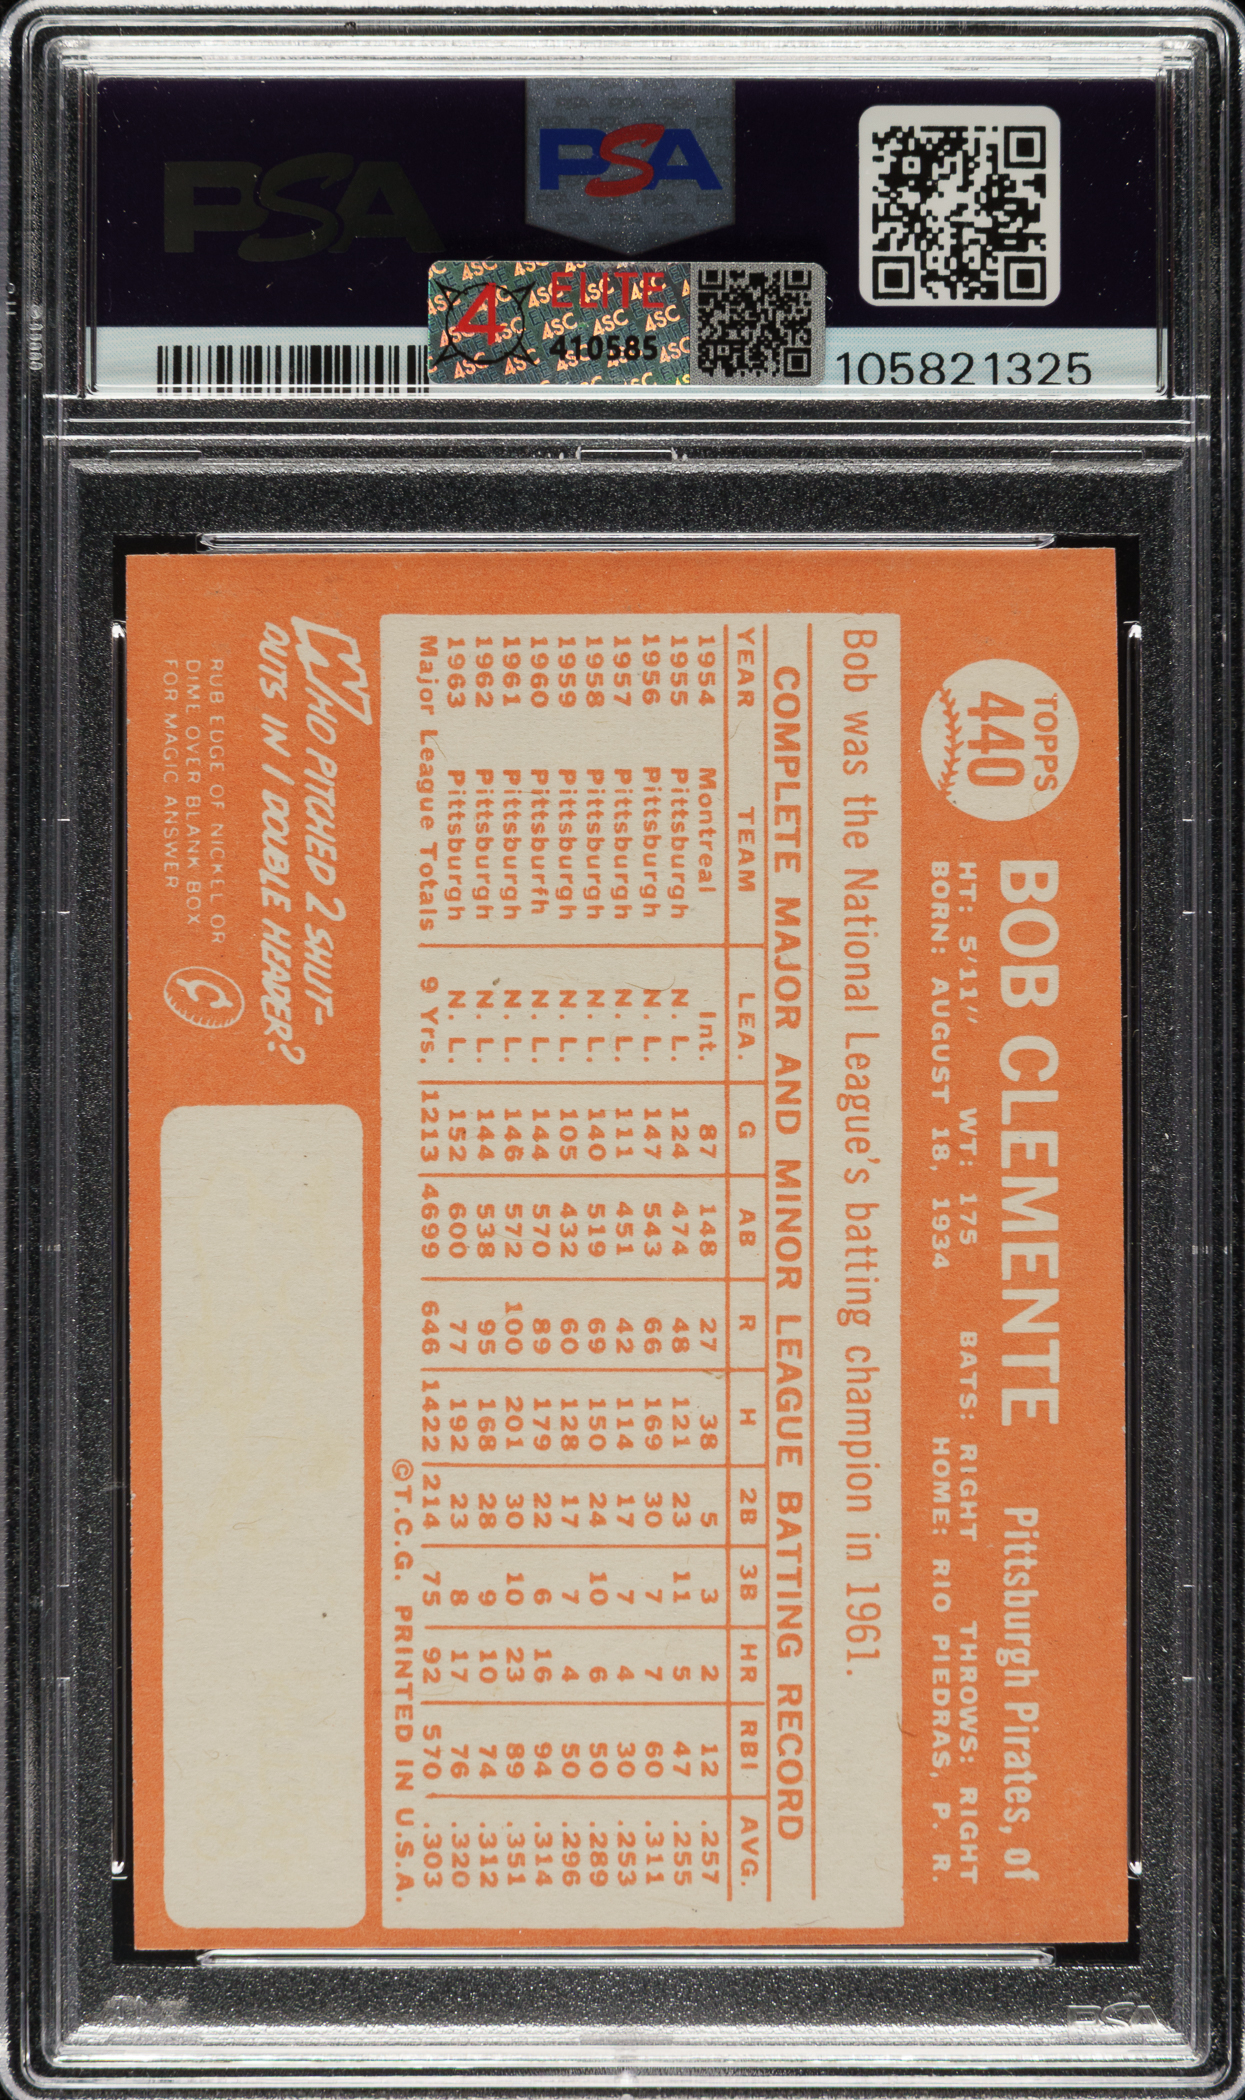 PSA
PSA
4
ELITE
410585
105821325
TOPPS
440
BOB CLEMENTE Pittsburgh Pirates, of
HT: 5'11" WT: 175 BATS: RIGHT THROWS: RIGHT
BORN: AUGUST 18, 1934 HOME: RIO PIEDRAS, P. R.
Bob was the National League's batting champion in 1961.
COMPLETE MAJOR AND MINOR LEAGUE BATTING RECORD
YEAR TEAM LEA. G AB R H 2B 3B HR RBI AVG.
1954 Montreal Int. 87 148 27 38 5 3 2 12 .257
1955 Pittsburgh N. L. 124 474 48 121 23 11 5 47 .255
1956 Pittsburgh N. L. 147 543 66 169 30 7 7 60 .311
1957 Pittsburgh N. L. 111 451 42 114 17 7 4 30 .253
1958 Pittsburgh N. L. 140 519 69 150 24 10 6 50 .289
1959 Pittsburgh N. L. 105 432 60 128 17 7 4 50 .296
1960 Pittsburfh N. L. 144 570 89 179 22 6 16 94 .314
1961 Pittsburgh N. L. 146 572 100 201 30 10 23 89 .351
1962 Pittsburgh N. L. 144 538 95 168 28 9 10 74 .312
1963 Pittsburgh N. L. 152 600 77 192 23 8 17 76 .320
Major League Totals 9 Yrs. 1213 4699 646 1422 214 75 92 570 .303
©T.C.G. PRINTED IN U.S.A.
WHO PITCHED 2 SHUT-
OUTS IN 1 DOUBLE HEADER?
RUB EDGE OF NICKEL OR
DIME OVER BLANK BOX
FOR MAGIC ANSWER
PSA